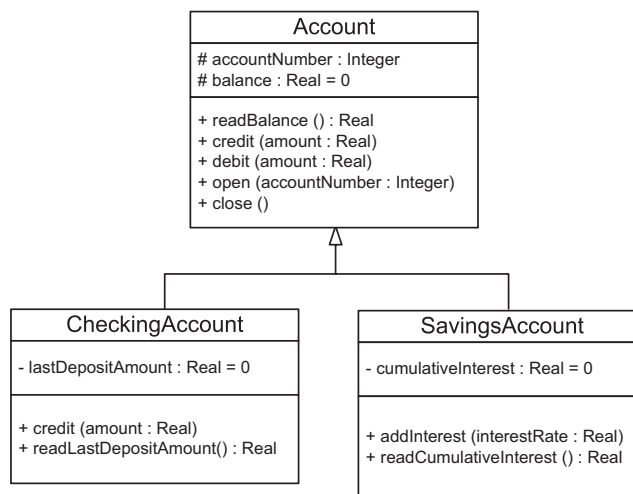 Account
# accountNumber : Integer
# balance : Real = 0
+ readBalance () : Real
+ credit (amount : Real)
+ debit (amount : Real)
+ open (accountNumber : Integer)
+ close ()
CheckingAccount
- lastDepositAmount : Real = 0
+ credit (amount : Real)
+ readLastDepositAmount() : Real
SavingsAccount
- cumulativeInterest : Real = 0
+ addInterest (interestRate : Real)
+ readCumulativeInterest () : Real